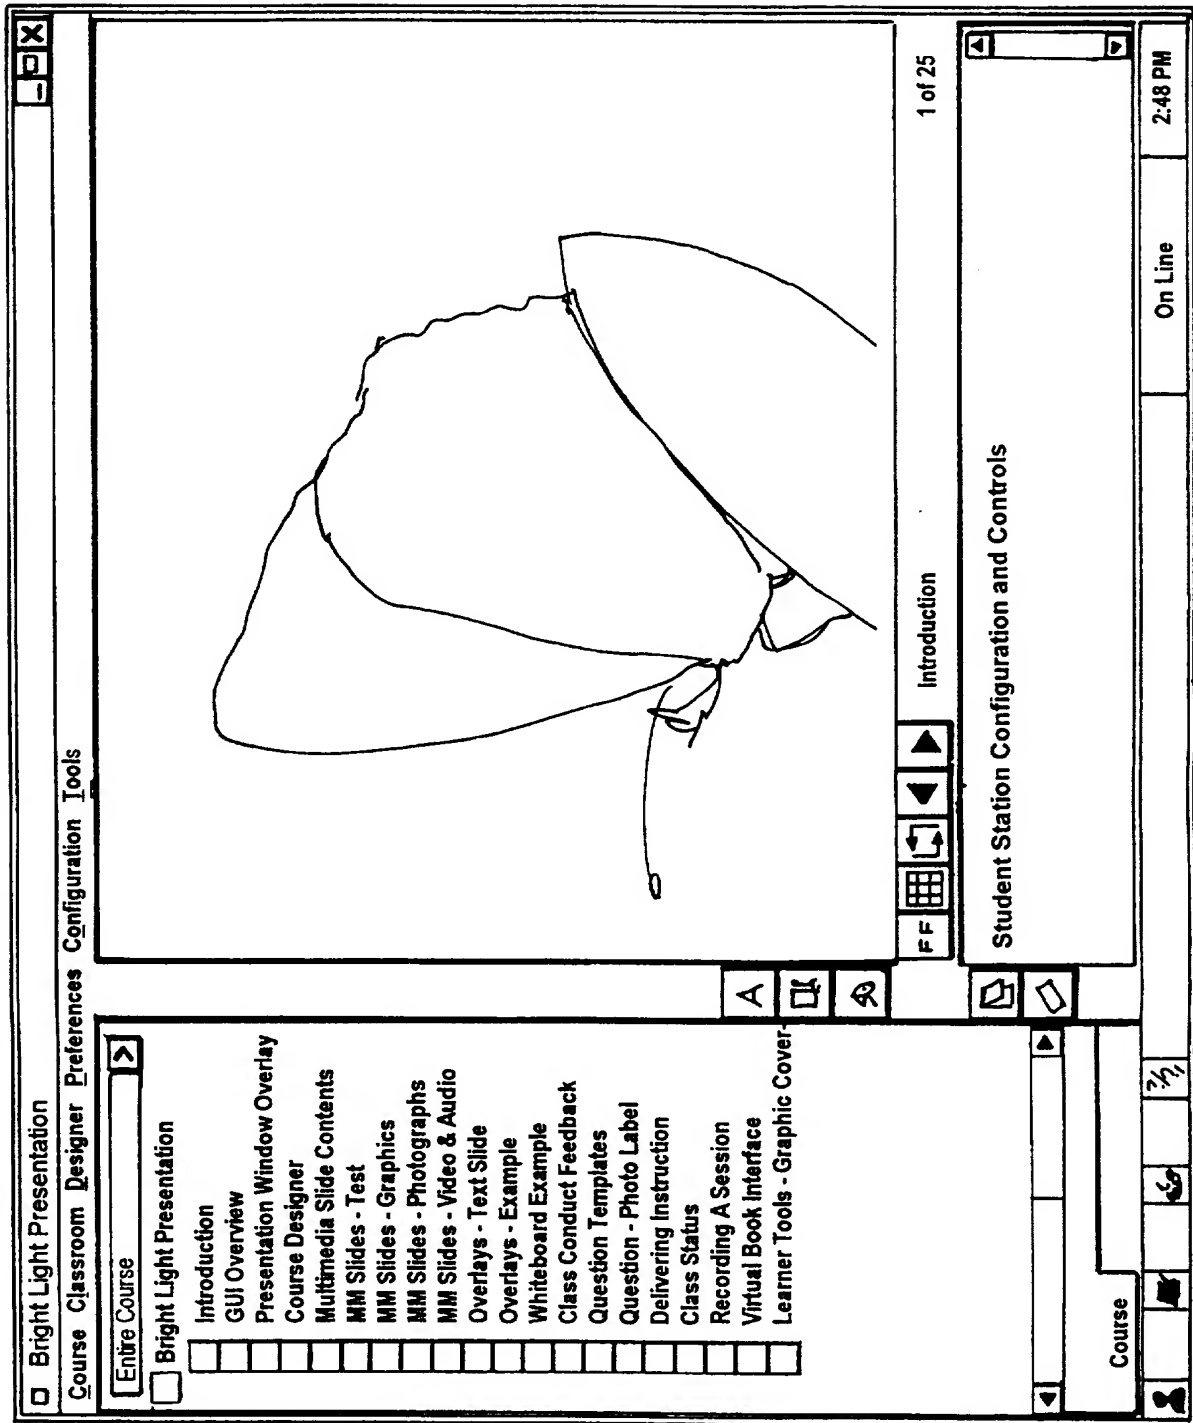 Bright Light Presentation
Course Classroom Designer Preferences Configuration Tools
Entire Course
Bright Light Presentation
Introduction
GUI Overview
Presentation Window Overlay
Course Designer
Multimedia Slide Contents
MM Slides - Test
MM Slides - Graphics
MM Slides - Photographs
MM Slides - Video & Audio
Overlays - Text Slide
Overlays - Example
Whiteboard Example
Class Conduct Feedback
Question Templates
Question - Photo Label
Delivering Instruction
Class Status
Recording A Session
Virtual Book Interface
Learner Tools - Graphic Cover-
Course
A
FF
Introduction
1 of 25
Student Station Configuration and Controls
On Line
2:48 PM